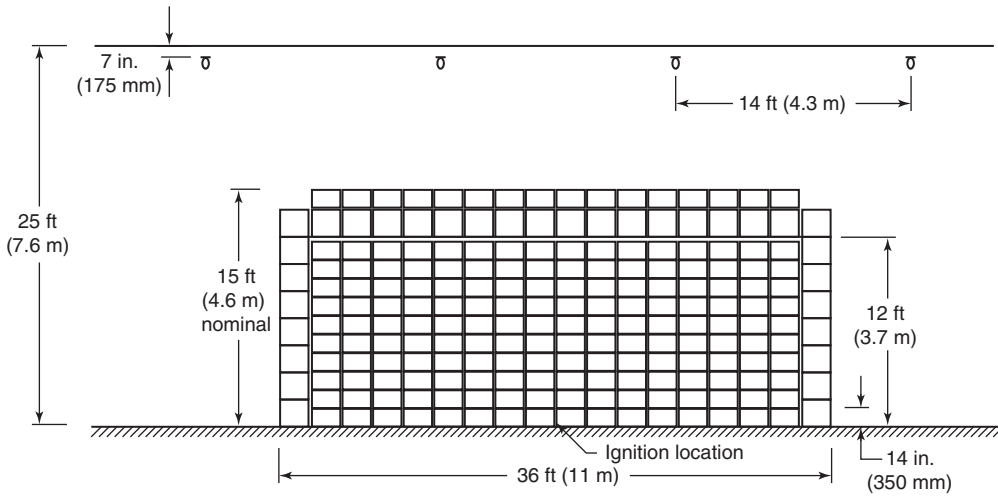 7 in.
(175 mm)
14 ft (4.3 m)
25 ft
(7.6 m)
15 ft
(4.6 m)
nominal
12 ft
(3.7 m)
Ignition location
36 ft (11 m)
14 in.
(350 mm)